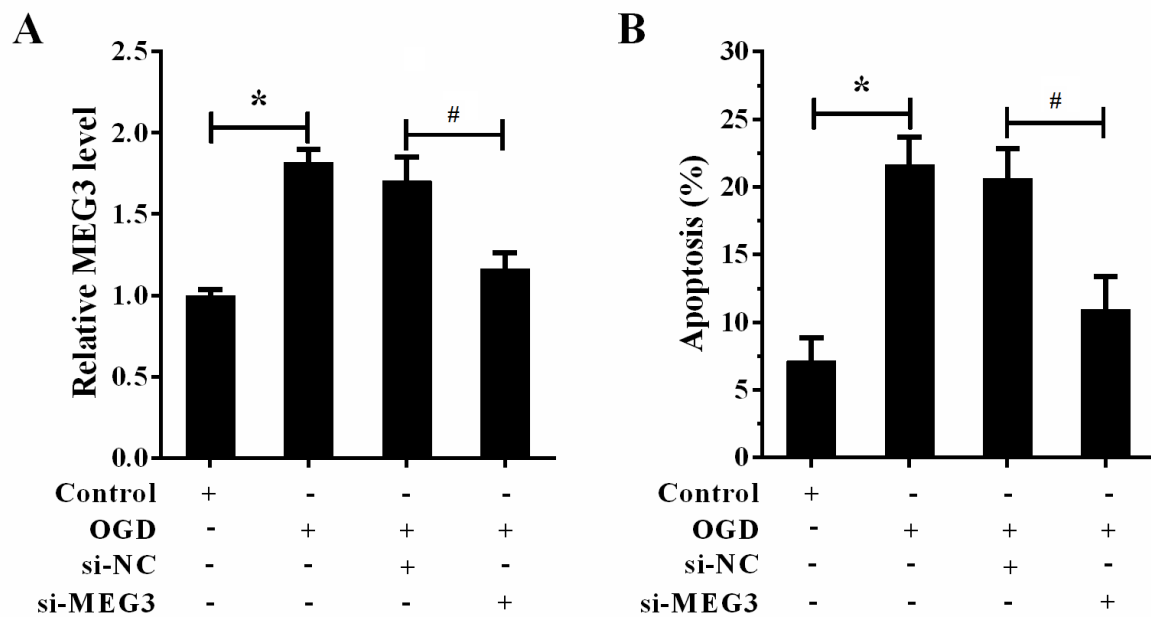 A
Relative MEG3 level
2.5
2.0
1.5
1.0
0.5
0.0
*
#
Control + - - -
OGD - + + +
si-NC - - + -
si-MEG3 - - - +
B
Apoptosis (%)
30
25
20
15
10
5
0
*
#
Control + - - -
OGD - + + +
si-NC - - + -
si-MEG3 - - - +